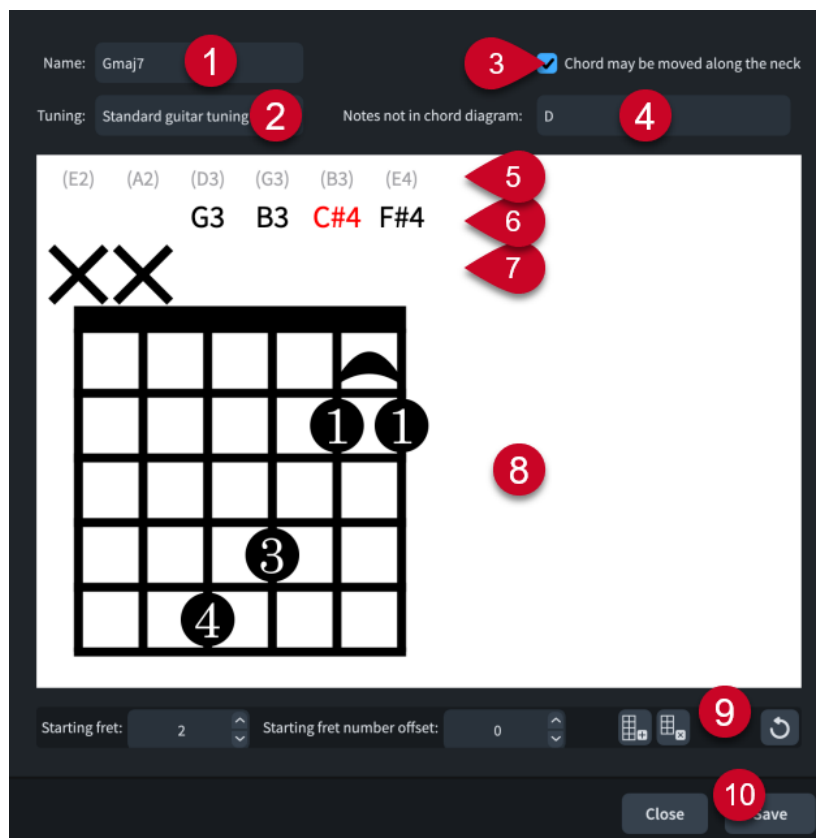 Name: Gmaj7 1 3 Chord may be moved along the neck
Tuning: Standard guitar tuning 2 Notes not in chord diagram: D 4
(E2) (A2) (D3) (G3) (B3) (E4) 5
G3 B3 C#4 F#4 6
7
1 1
8
3
4
Starting fret: 2 Starting fret number offset: 0 9
Close 10 ave